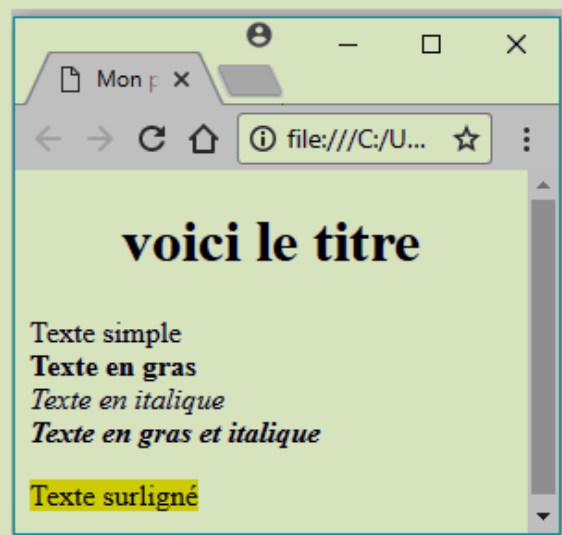 Mon p
file:///C:/U...
voici le titre
Texte simple
Texte en gras
Texte en italique
Texte en gras et italique
Texte surligné